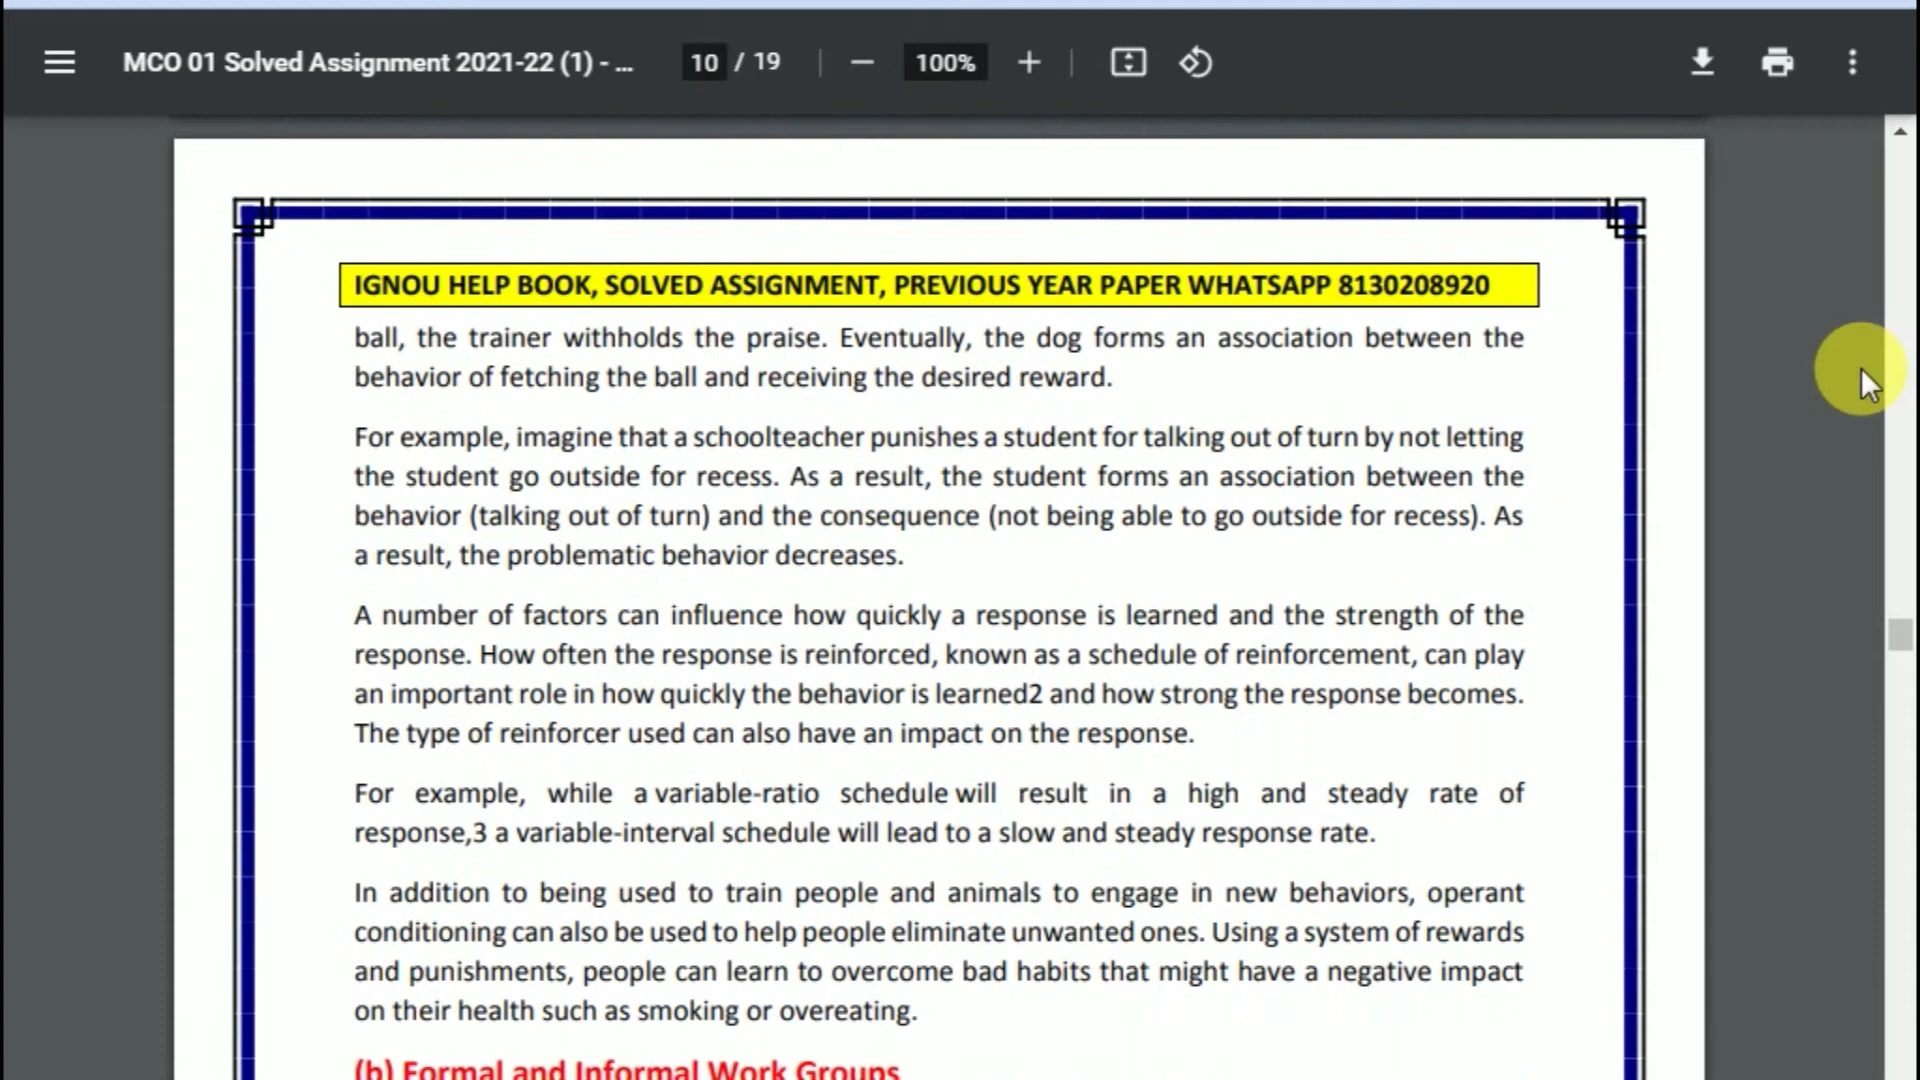 MCO 01 Solved Assignment 2021-22 (1) - ...
10 / 19
100%
IGNOU HELP BOOK, SOLVED ASSIGNMENT, PREVIOUS YEAR PAPER WHATSAPP 8130208920
ball, the trainer withholds the praise. Eventually, the dog forms an association between the
behavior of fetching the ball and receiving the desired reward.
For example, imagine that a schoolteacher punishes a student for talking out of turn by not letting
the student go outside for recess. As a result, the student forms an association between the
behavior (talking out of turn) and the consequence (not being able to go outside for recess). As
a result, the problematic behavior decreases.
A number of factors can influence how quickly a response is learned and the strength of the
response. How often the response is reinforced, known as a schedule of reinforcement, can play
an important role in how quickly the behavior is learned2 and how strong the response becomes.
The type of reinforcer used can also have an impact on the response.
For example, while a variable-ratio schedule will result in a high and steady rate of
response,3 a variable-interval schedule will lead to a slow and steady response rate.
In addition to being used to train people and animals to engage in new behaviors, operant
conditioning can also be used to help people eliminate unwanted ones. Using a system of rewards
and punishments, people can learn to overcome bad habits that might have a negative impact
on their health such as smoking or overeating.
(b) Formal and Informal Work Groups